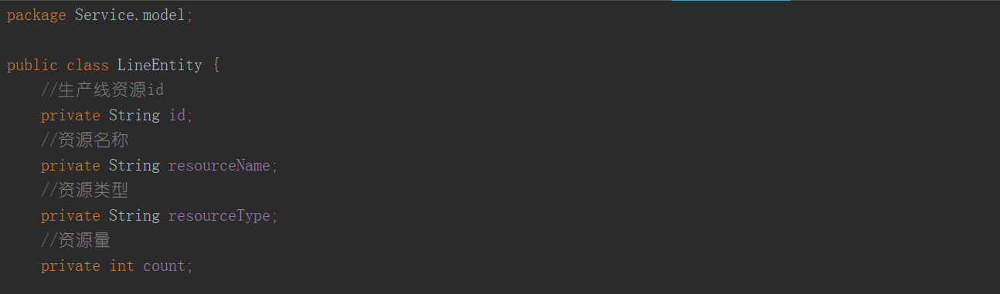 package Service.model;
public class LineEntity {
//生产线资源id
private String id;
//资源名称
private String resourceName;
//资源类型
private String resourceType;
//资源量
private int count;